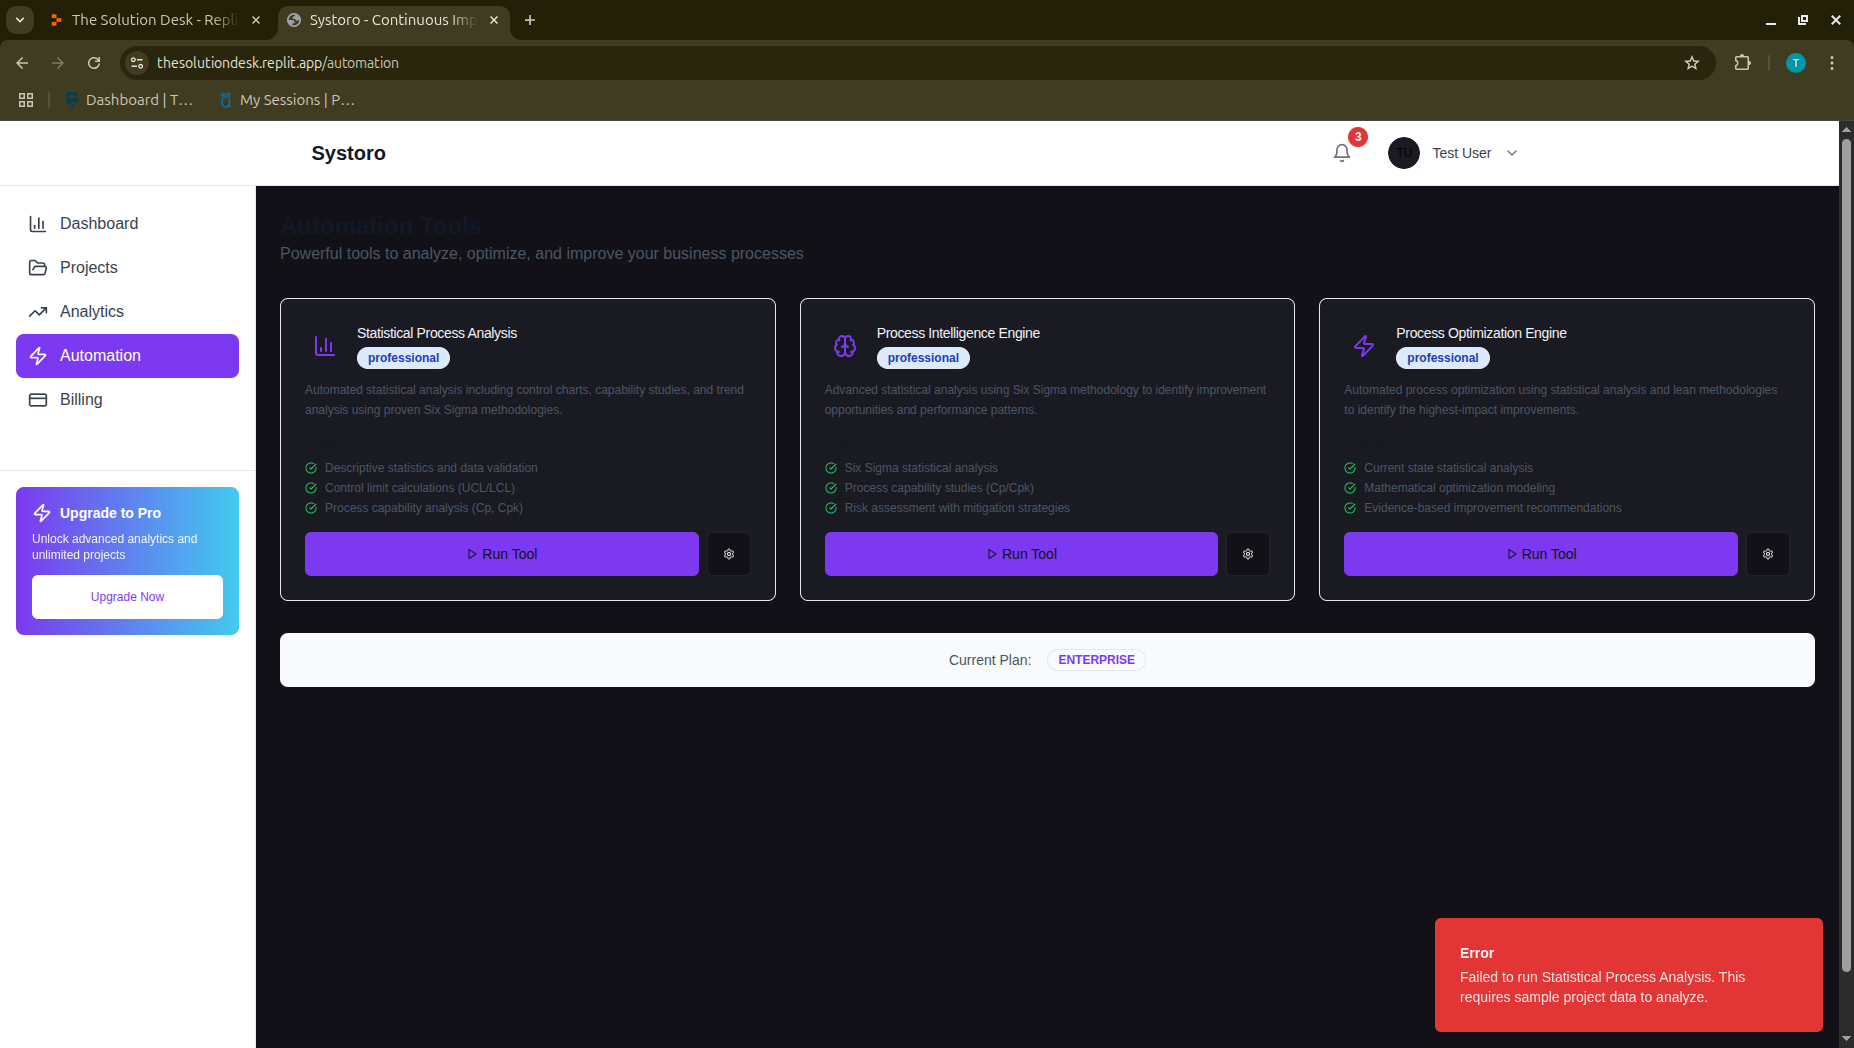 The Solution Desk - Repli
Systoro - Continuous Imp
thesolutiondesk.replit.app/automation
T
Dashboard | T…
My Sessions | P…
Systoro
3
TU
Test User
Dashboard
Projects
Analytics
Automation
Billing
Upgrade to Pro
Unlock advanced analytics and
unlimited projects
Upgrade Now
Automation Tools
Powerful tools to analyze, optimize, and improve your business processes
Statistical Process Analysis
professional
Automated statistical analysis including control charts, capability studies, and trend
analysis using proven Six Sigma methodologies.
Descriptive statistics and data validation
Control limit calculations (UCL/LCL)
Process capability analysis (Cp, Cpk)
Run Tool
Process Intelligence Engine
professional
Advanced statistical analysis using Six Sigma methodology to identify improvement
opportunities and performance patterns.
Six Sigma statistical analysis
Process capability studies (Cp/Cpk)
Risk assessment with mitigation strategies
Run Tool
Process Optimization Engine
professional
Automated process optimization using statistical analysis and lean methodologies
to identify the highest-impact improvements.
Current state statistical analysis
Mathematical optimization modeling
Evidence-based improvement recommendations
Run Tool
Current Plan:
ENTERPRISE
Error
Failed to run Statistical Process Analysis. This
requires sample project data to analyze.